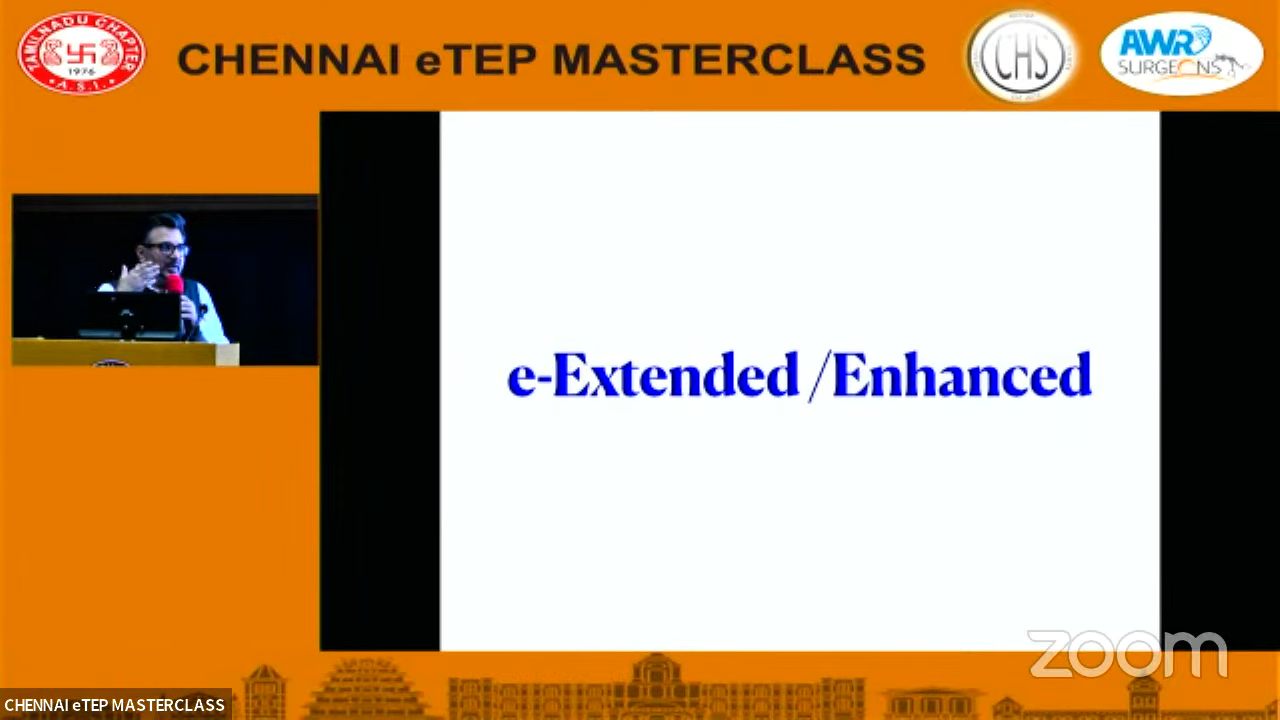 TAMILNADU CHAPTER
1976
A.S.I.
CHENNAI eTEP MASTERCLASS
CHS
AWR
SURGEONS
e-Extended /Enhanced
zoom
CHENNAI eTEP MASTERCLASS